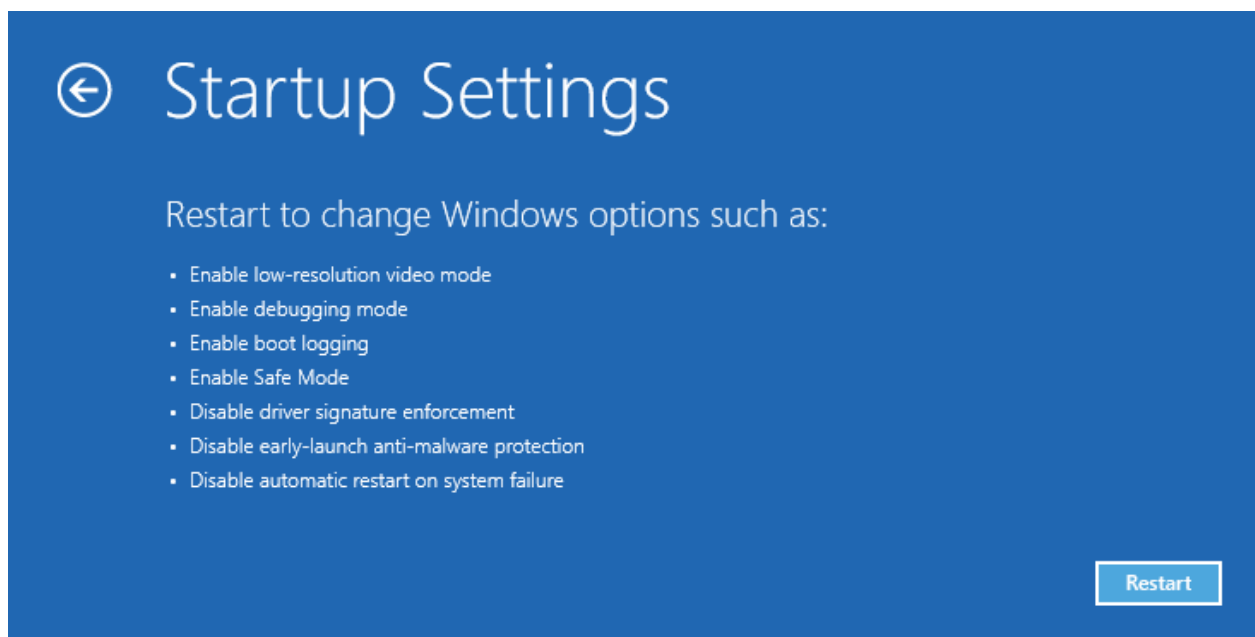 Startup Settings
Restart to change Windows options such as:
Enable low-resolution video mode
Enable debugging mode
Enable boot logging
Enable Safe Mode
Disable driver signature enforcement
Disable early-launch anti-malware protection
Disable automatic restart on system failure
Restart